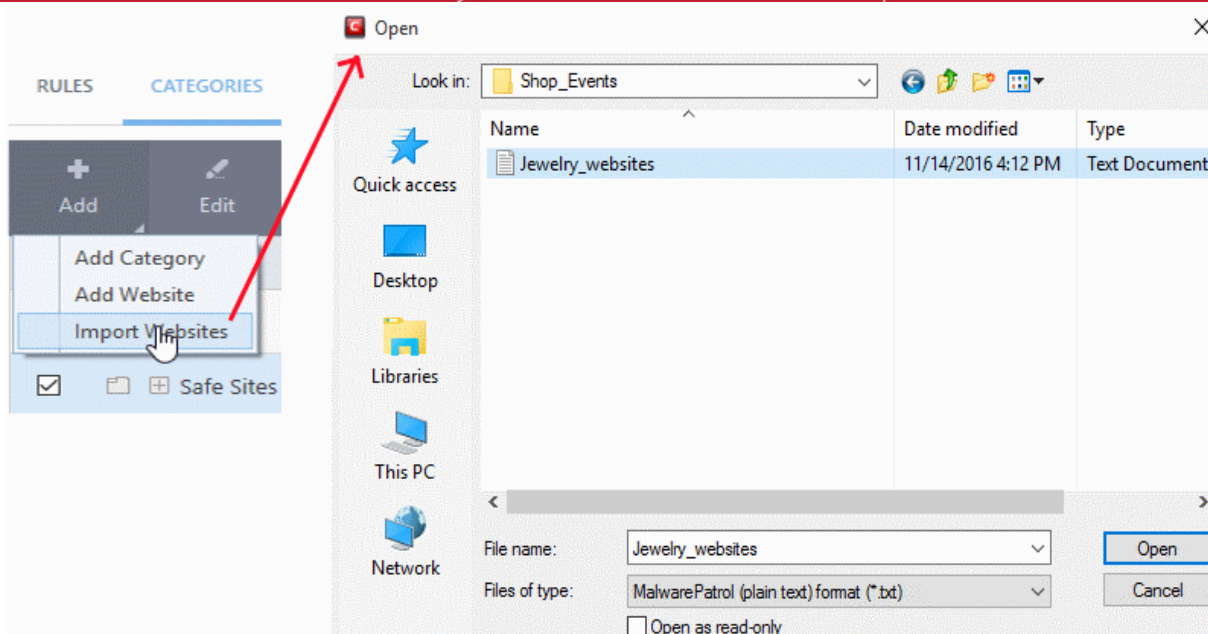 RULES
CATEGORIES
Add
Edit
Add Category
Add Website
Import Websites
Safe Sites
Open
Look in:
Shop_Events
Name
Date modified
Type
Jewelry_websites
11/14/2016 4:12 PM
Text Document
Quick access
Desktop
Libraries
This PC
Network
File name:
Jewelry_websites
Open
Files of type:
MalwarePatrol (plain text) format (*.txt)
Cancel
Open as read-only